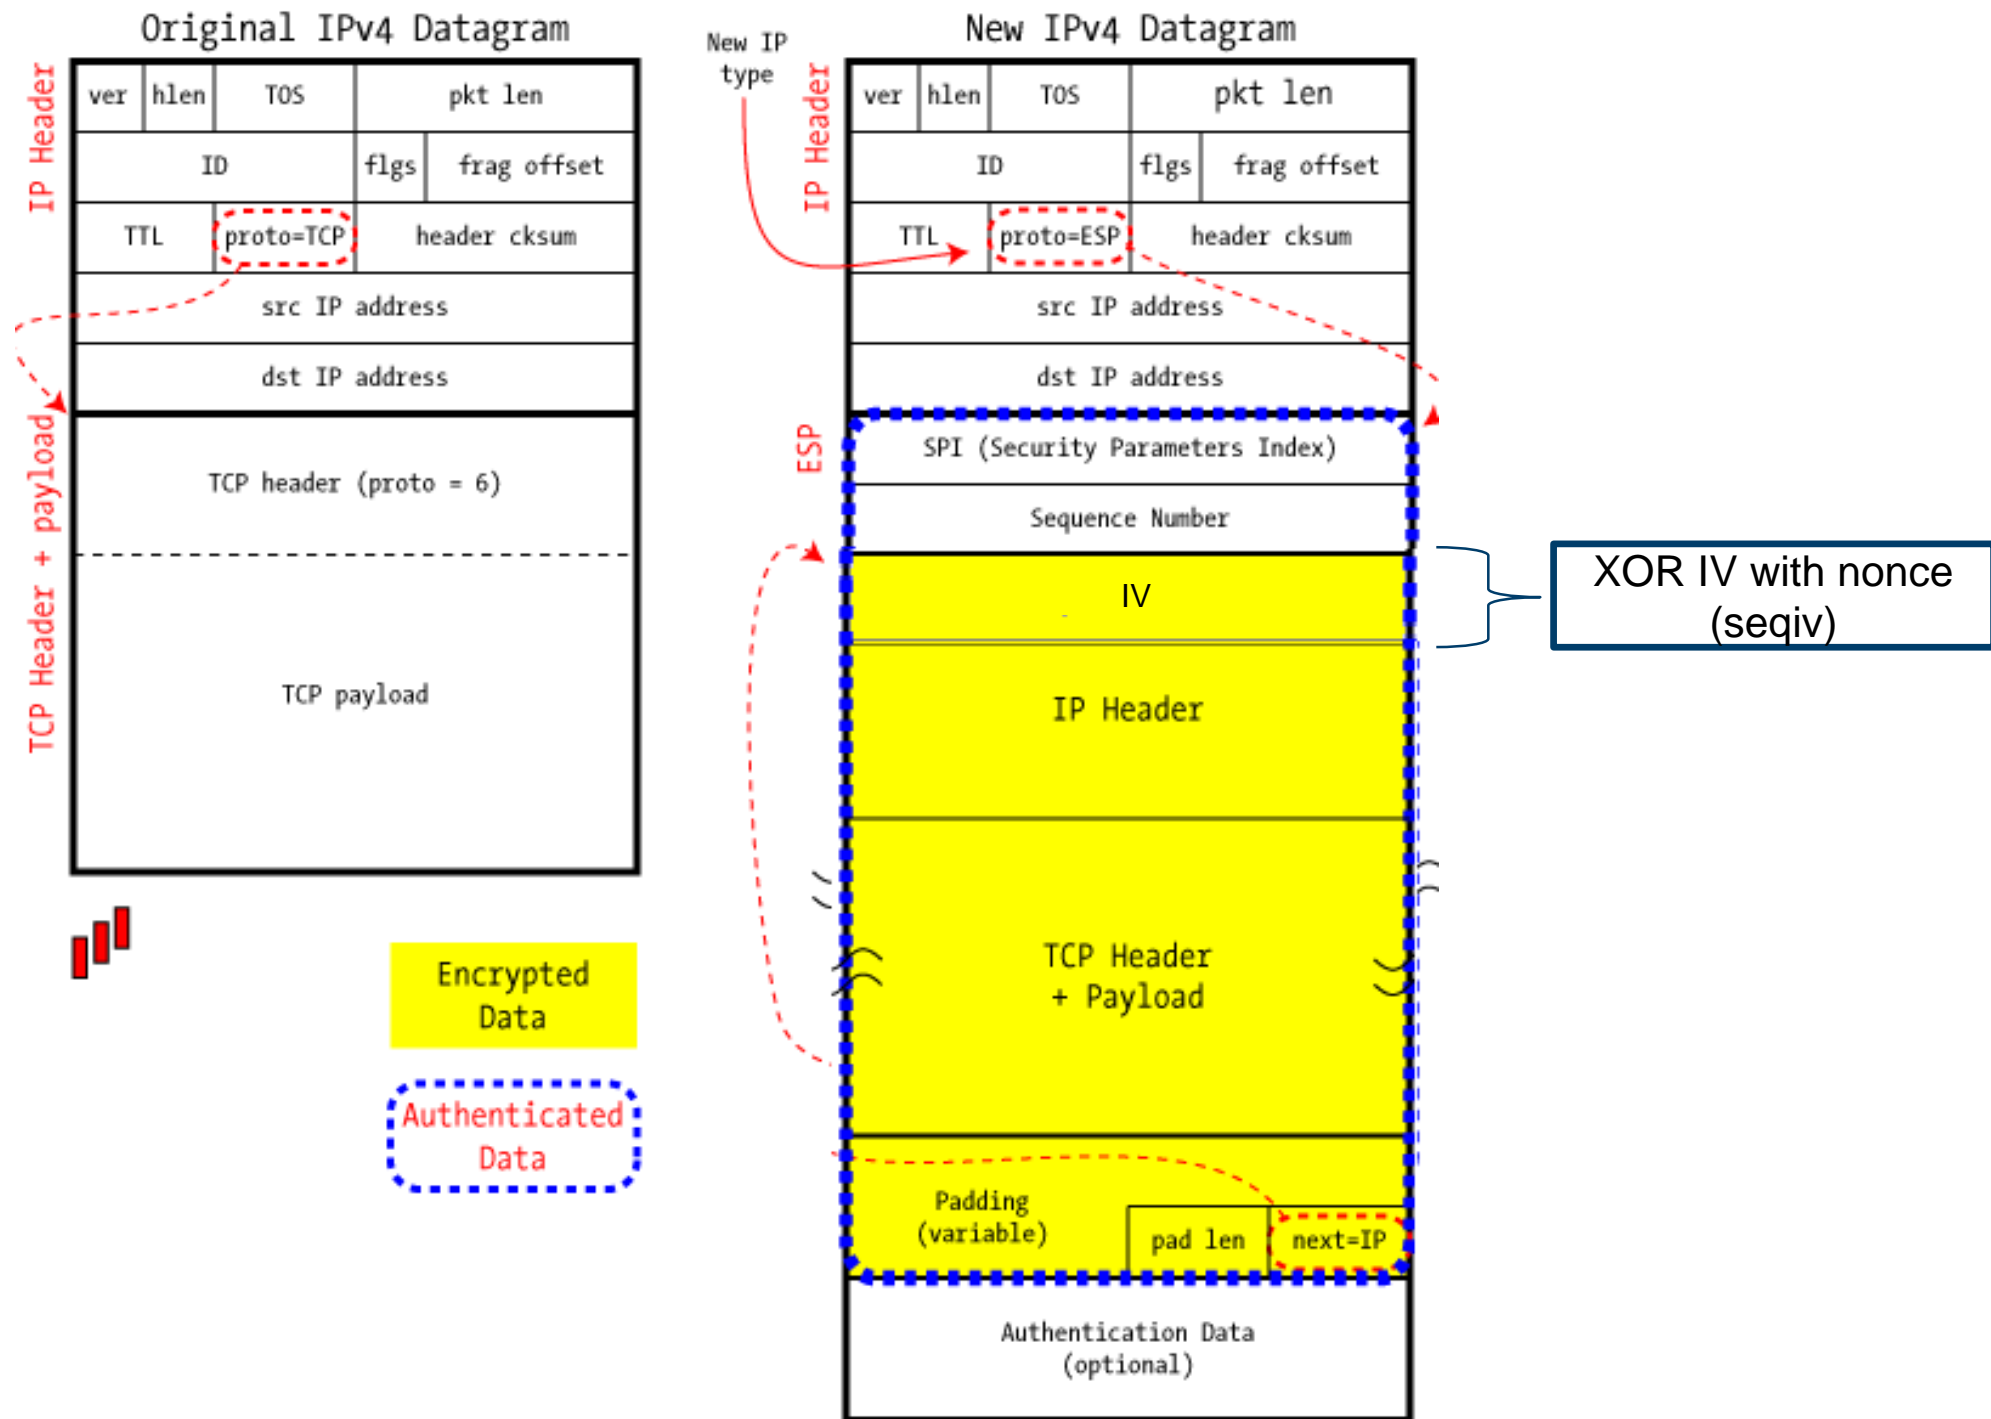 Original IPv4 Datagram
IP Header
ver hlen TOS pkt len
ID flgs frag offset
TTL proto=TCP header cksum
src IP address
dst IP address
TCP Header + payload
TCP header (proto = 6)
TCP payload
Encrypted
Data
Authenticated
Data
New IP
type
New IPv4 Datagram
IP Header
ver hlen TOS pkt len
ID flgs frag offset
TTL proto=ESP header cksum
src IP address
dst IP address
ESP
SPI (Security Parameters Index)
Sequence Number
IV
IP Header
TCP Header
+ Payload
Padding
(variable)
pad len next=IP
Authentication Data
(optional)
XOR IV with nonce
(seqiv)